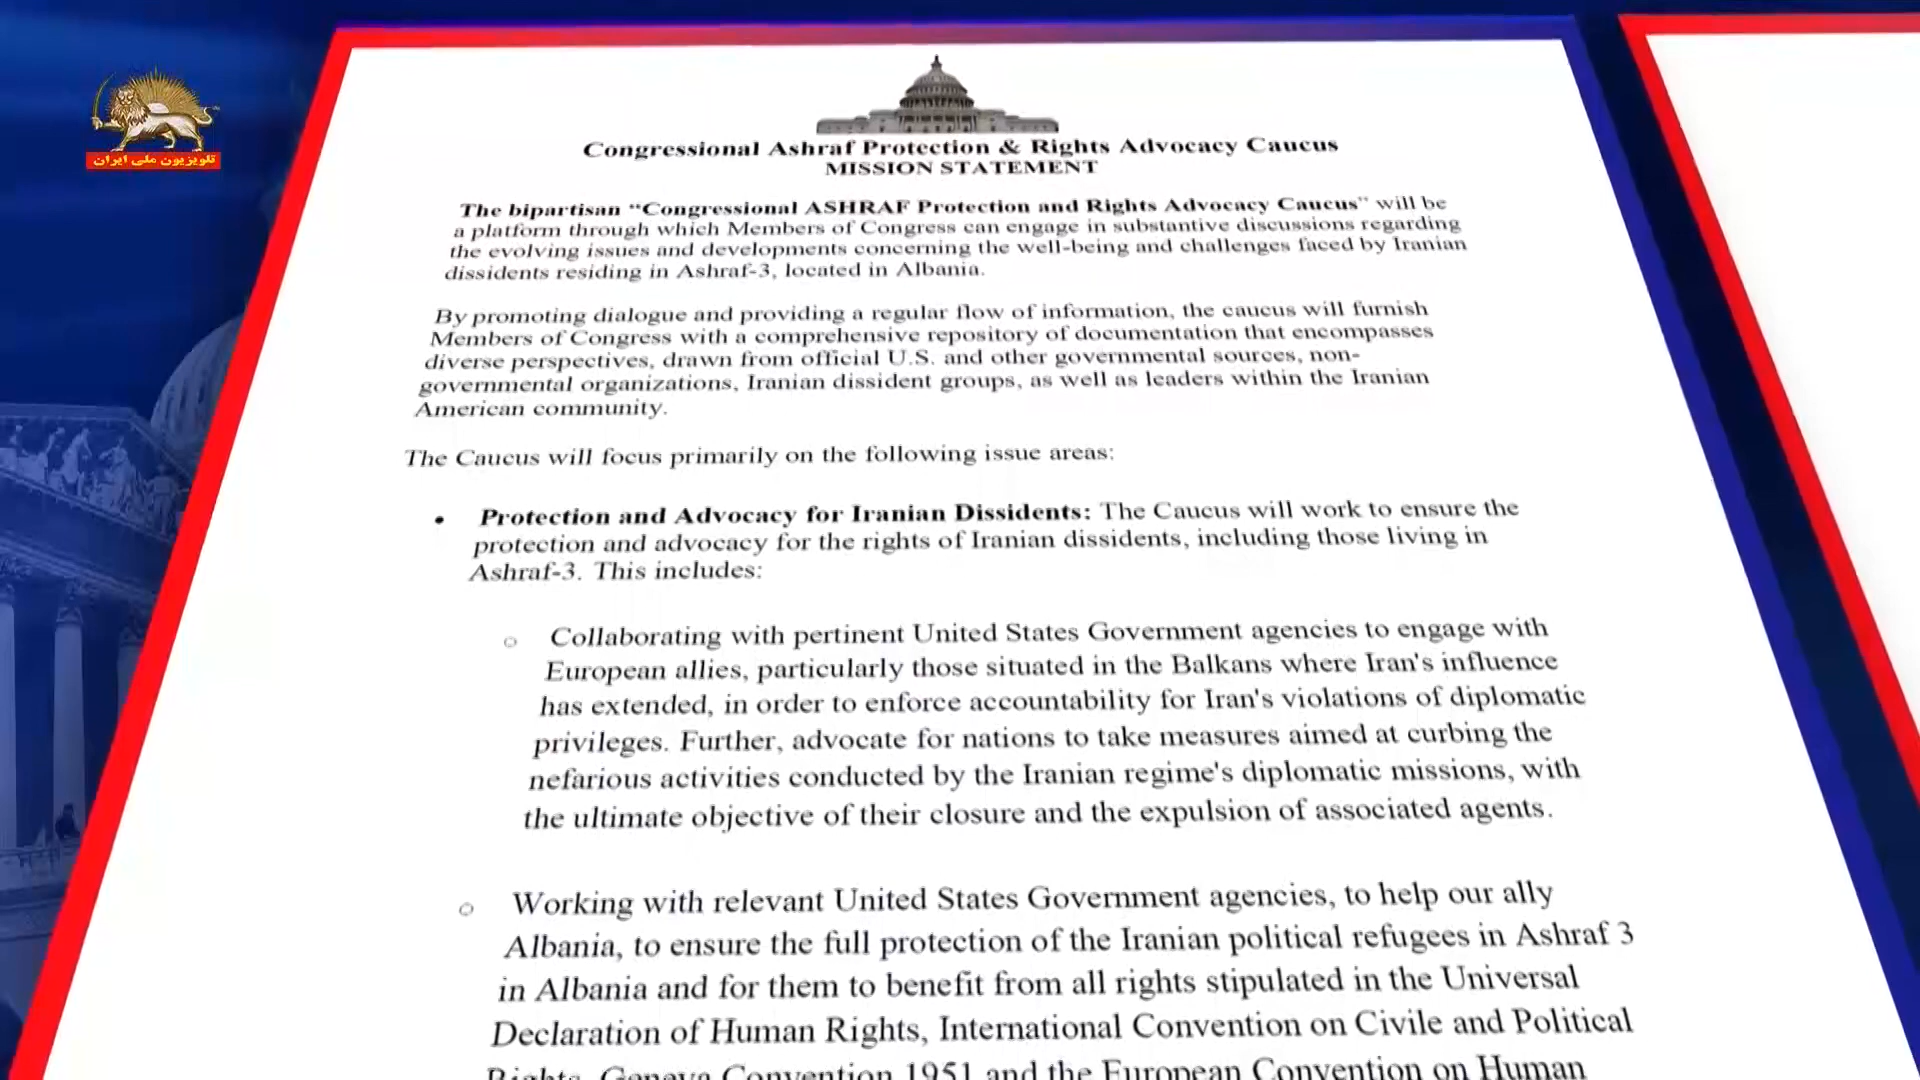 تلویزیون ملی ایران
Congressional Ashraf Protection & Rights Advocacy Caucus
MISSION STATEMENT
The bipartisan “Congressional ASHRAF Protection and Rights Advocacy Caucus” will be
a platform through which Members of Congress can engage in substantive discussions regarding
the evolving issues and developments concerning the well-being and challenges faced by Iranian
dissidents residing in Ashraf-3, located in Albania.
By promoting dialogue and providing a regular flow of information, the caucus will furnish
Members of Congress with a comprehensive repository of documentation that encompasses
diverse perspectives, drawn from official U.S. and other governmental sources, non-
governmental organizations, Iranian dissident groups, as well as leaders within the Iranian
American community.
The Caucus will focus primarily on the following issue areas:
• Protection and Advocacy for Iranian Dissidents: The Caucus will work to ensure the
protection and advocacy for the rights of Iranian dissidents, including those living in
Ashraf-3. This includes:
○ Collaborating with pertinent United States Government agencies to engage with
European allies, particularly those situated in the Balkans where Iran's influence
has extended, in order to enforce accountability for Iran's violations of diplomatic
privileges. Further, advocate for nations to take measures aimed at curbing the
nefarious activities conducted by the Iranian regime's diplomatic missions, with
the ultimate objective of their closure and the expulsion of associated agents.
○ Working with relevant United States Government agencies, to help our ally
Albania, to ensure the full protection of the Iranian political refugees in Ashraf 3
in Albania and for them to benefit from all rights stipulated in the Universal
Declaration of Human Rights, International Convention on Civile and Political
Rights, Geneva Convention 1951 and the European Convention on Human